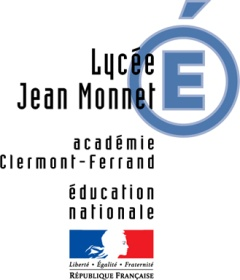 Lycée
Jean Monnet
É
académie
Clermont-Ferrand
éducation
nationale
Liberté • Égalité • Fraternité
RÉPUBLIQUE FRANÇAISE